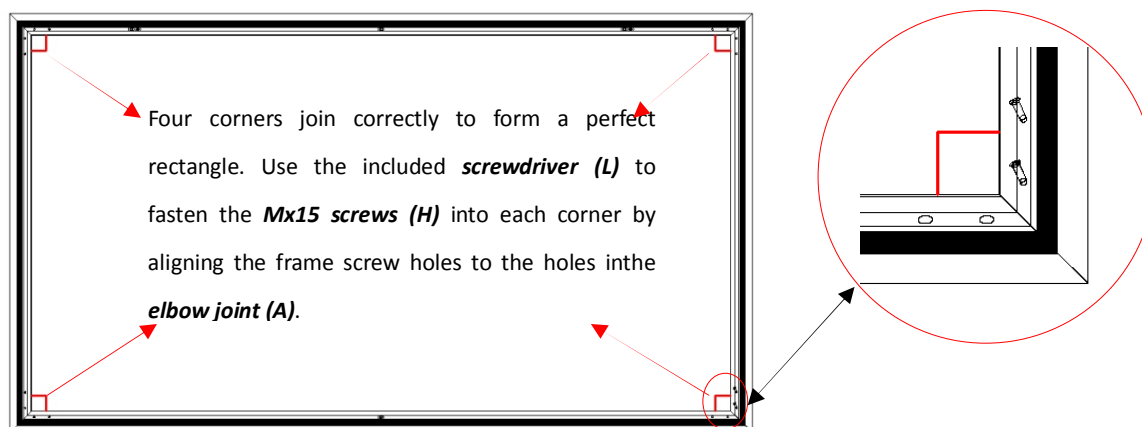 Four corners join correctly to form a perfect
rectangle. Use the included screwdriver (L) to
fasten the Mx15 screws (H) into each corner by
aligning the frame screw holes to the holes inthe
elbow joint (A).